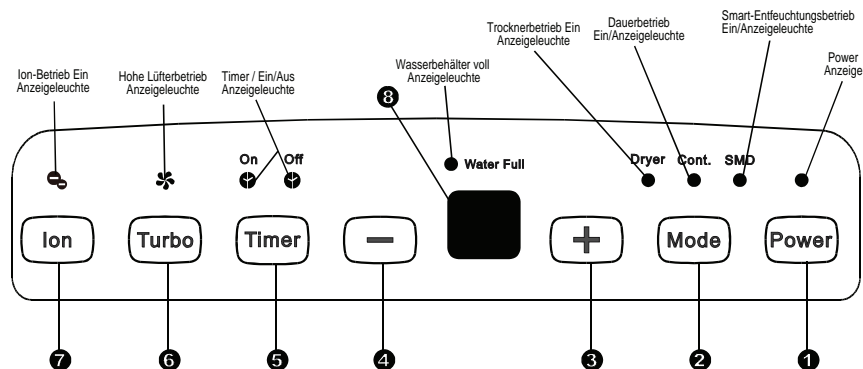 Trocknerbetrieb Ein
Anzeigeleuchte
Dauerbetrieb
Ein/Anzeigeleuchte
Smart-Entfeuchtungsbetrieb
Ein/Anzeigeleuchte
Ion-Betrieb Ein
Anzeigeleuchte
Hohe Lüfterbetrieb
Anzeigeleuchte
Timer / Ein/Aus
Anzeigeleuchte
Wasserbehälter voll
Anzeigeleuchte
Power
Anzeige
8
On Off
Water Full
Dryer Cont. SMD
Ion Turbo Timer − + Mode Power
7 6 5 4 3 2 1